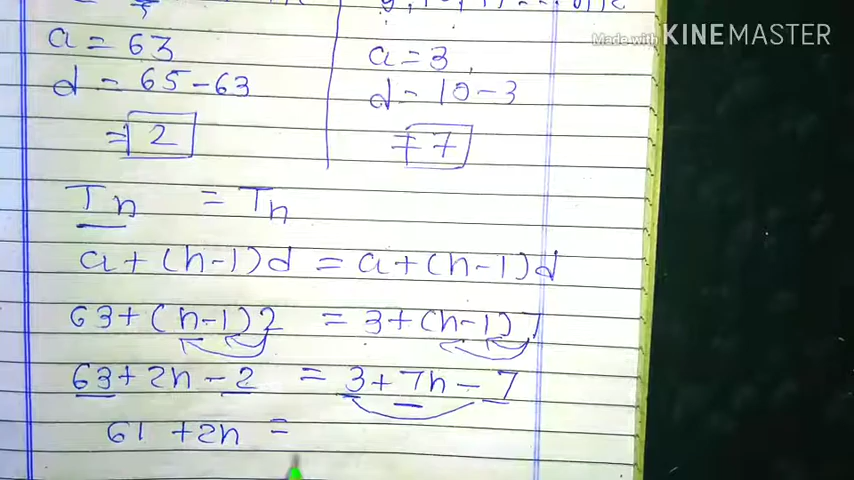 Made with KINEMASTER
a = 63
d = 65-63
= 2
a = 3,
d = 10-3
= 7
Tn = Tn
a + (n-1)d = a + (n-1)d
63 + (n-1)2 = 3 + (n-1)7
63 + 2n - 2 = 3 + 7n - 7
61 + 2n =